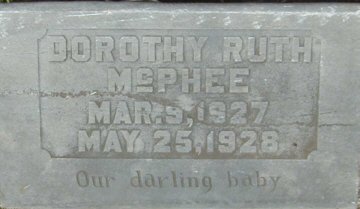 DOROTHY RUTH
McPHEE
MAR. 9, 1927
MAY 25, 1928
Our darling baby